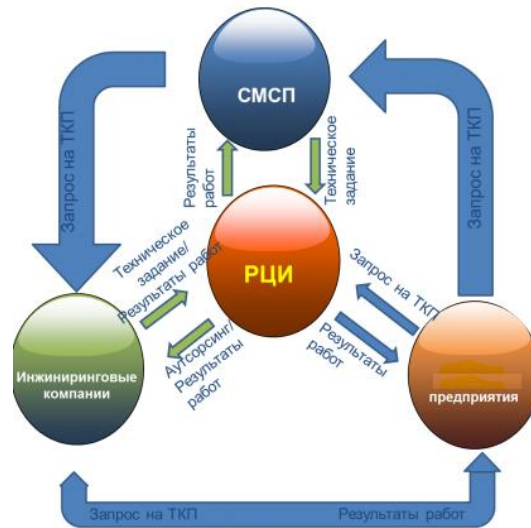 СМСП
Запрос на ТКП
Запрос на ТКП
Результаты
работ
Техническое
задание
РЦИ
Техническое
задание/
Результаты работ
Аутсорсинг/
Результаты
работ
Запрос на ТКП
Результаты
работ
Инжиниринговые
компании
предприятия
Запрос на ТКП
Результаты работ